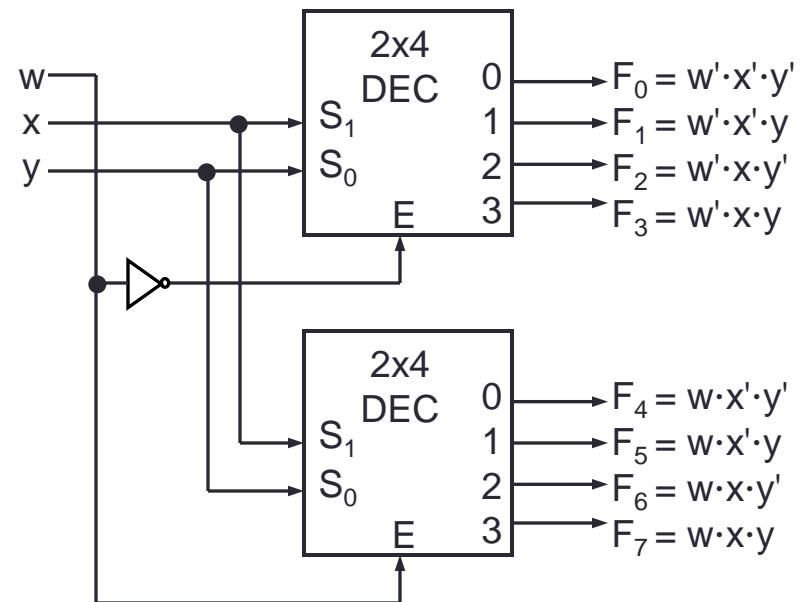 w
x
y
2x4
DEC
S₁
S₀
E
0
1
2
3
F₀ = w'·x'·y'
F₁ = w'·x'·y
F₂ = w'·x·y'
F₃ = w'·x·y
2x4
DEC
S₁
S₀
E
0
1
2
3
F₄ = w·x'·y'
F₅ = w·x'·y
F₆ = w·x·y'
F₇ = w·x·y